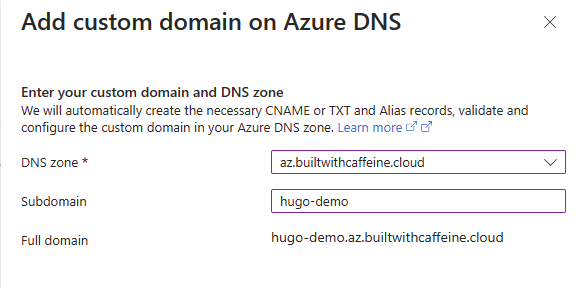 Add custom domain on Azure DNS
Enter your custom domain and DNS zone
We will automatically create the necessary CNAME or TXT and Alias records, validate and
configure the custom domain in your Azure DNS zone. Learn more
DNS zone * az.builtwithcaffeine.cloud
Subdomain hugo-demo
Full domain hugo-demo.az.builtwithcaffeine.cloud